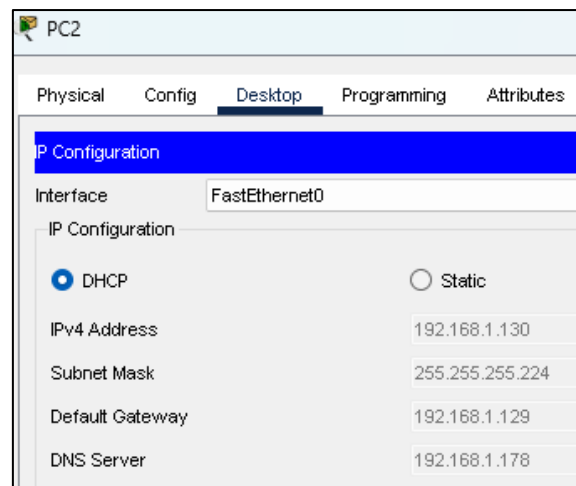 PC2
Physical Config Desktop Programming Attributes
IP Configuration
Interface FastEthernet0
IP Configuration
DHCP Static
IPv4 Address 192.168.1.130
Subnet Mask 255.255.255.224
Default Gateway 192.168.1.129
DNS Server 192.168.1.178